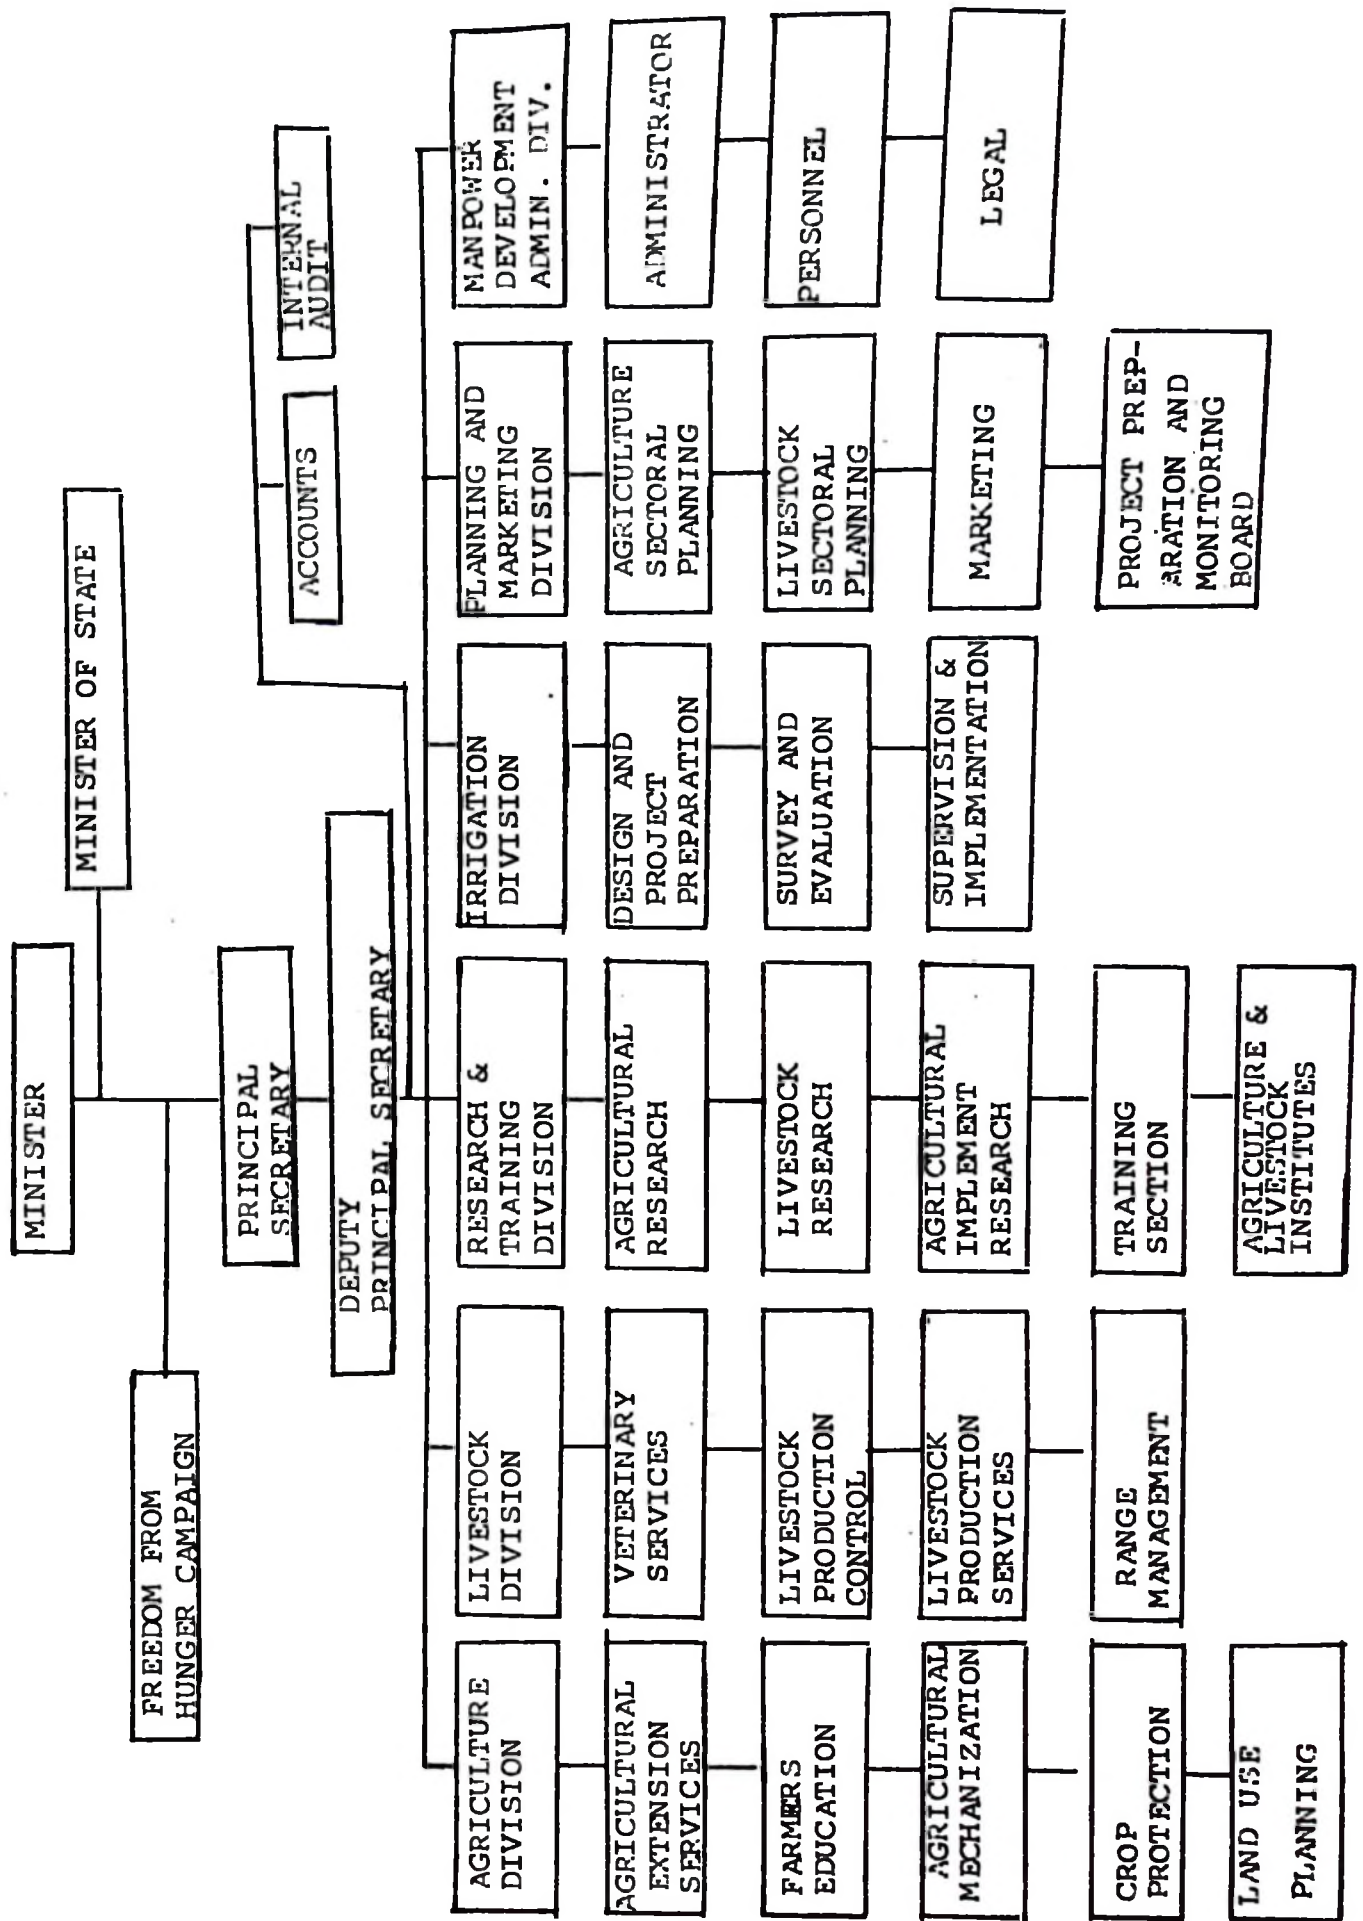 MINISTER
MINISTER OF STATE
FREEDOM FROM
HUNGER CAMPAIGN
PRINCIPAL
SECRETARY
DEPUTY
PRINCIPAL SECRETARY
ACCOUNTS
INTERNAL
AUDIT
AGRICULTURE
DIVISION
AGRICULTURAL
EXTENSION
SERVICES
FARMERS
EDUCATION
AGRICULTURAL
MECHANIZATION
CROP
PROTECTION
LAND USE
PLANNING
LIVESTOCK
DIVISION
VETERINARY
SERVICES
LIVESTOCK
PRODUCTION
CONTROL
LIVESTOCK
PRODUCTION
SERVICES
RANGE
MANAGEMENT
RESEARCH &
TRAINING
DIVISION
AGRICULTURAL
RESEARCH
LIVESTOCK
RESEARCH
AGRICULTURAL
IMPLEMENT
RESEARCH
TRAINING
SECTION
AGRICULTURE &
LIVESTOCK
INSTITUTES
IRRIGATION
DIVISION
DESIGN AND
PROJECT
PREPARATION
SURVEY AND
EVALUATION
SUPERVISION &
IMPLEMENTATION
PLANNING AND
MARKETING
DIVISION
AGRICULTURE
SECTORAL
PLANNING
LIVESTOCK
SECTORAL
PLANNING
MARKETING
PROJECT PREP-
ARATION AND
MONITORING
BOARD
MANPOWER
DEVELOPMENT
ADMIN. DIV.
ADMINISTRATOR
PERSONNEL
LEGAL